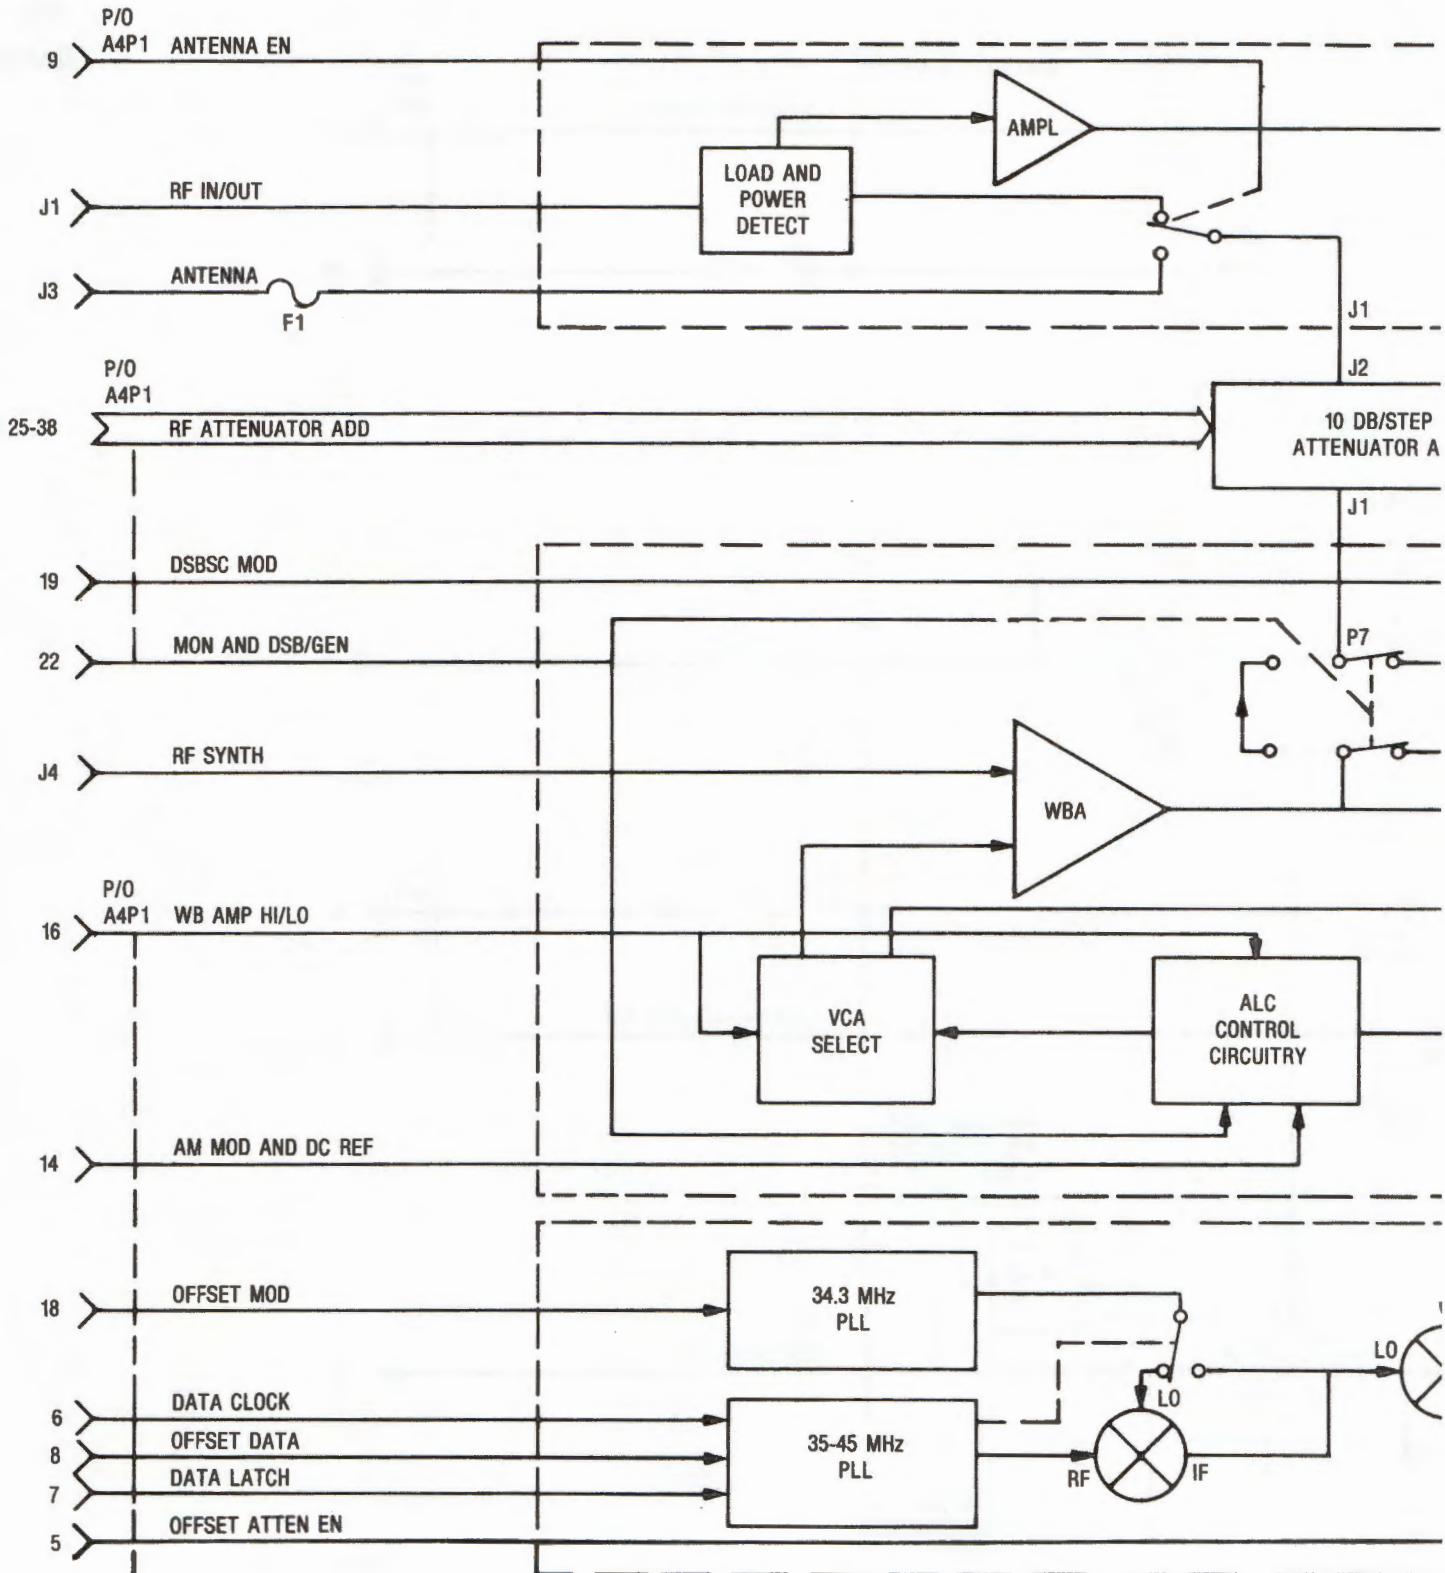 P/O
A4P1
9
ANTENNA EN
AMPL
LOAD AND
POWER
DETECT
J1
RF IN/OUT
J3
ANTENNA
F1
J1
P/O
A4P1
J2
25-38
RF ATTENUATOR ADD
10 DB/STEP
ATTENUATOR A
J1
19
DSBSC MOD
22
MON AND DSB/GEN
P7
J4
RF SYNTH
WBA
P/O
A4P1
16
WB AMP HI/LO
VCA
SELECT
ALC
CONTROL
CIRCUITRY
14
AM MOD AND DC REF
18
OFFSET MOD
34.3 MHz
PLL
LO
LO
6
DATA CLOCK
8
OFFSET DATA
7
DATA LATCH
35-45 MHz
PLL
RF
IF
5
OFFSET ATTEN EN